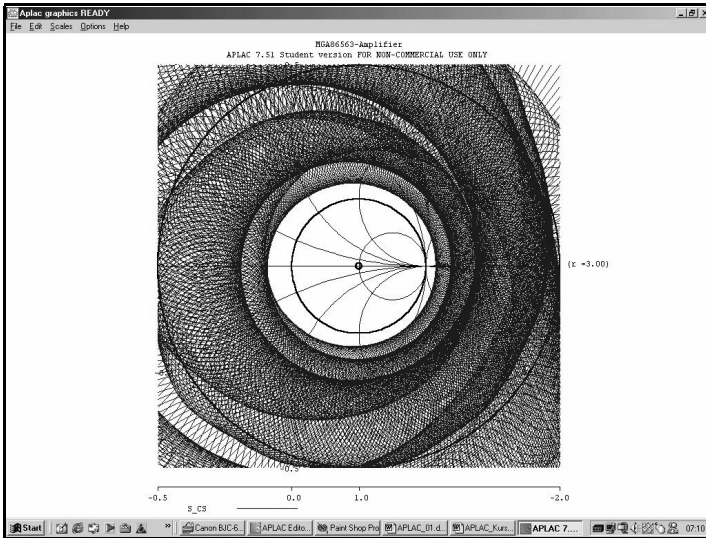 Aplac graphics READY
File Edit Scales Options Help
MGA86563-Amplifier
APLAC 7.51 Student version FOR NON-COMMERCIAL USE ONLY
(r =3.00)
-0.5
-0.5 0.0 1.0 -2.0
S_CS
Start » Canon BJC-6... APLAC Edito... Paint Shop Pro APLAC_01.d... APLAC_Kurs... APLAC 7.... 07:10